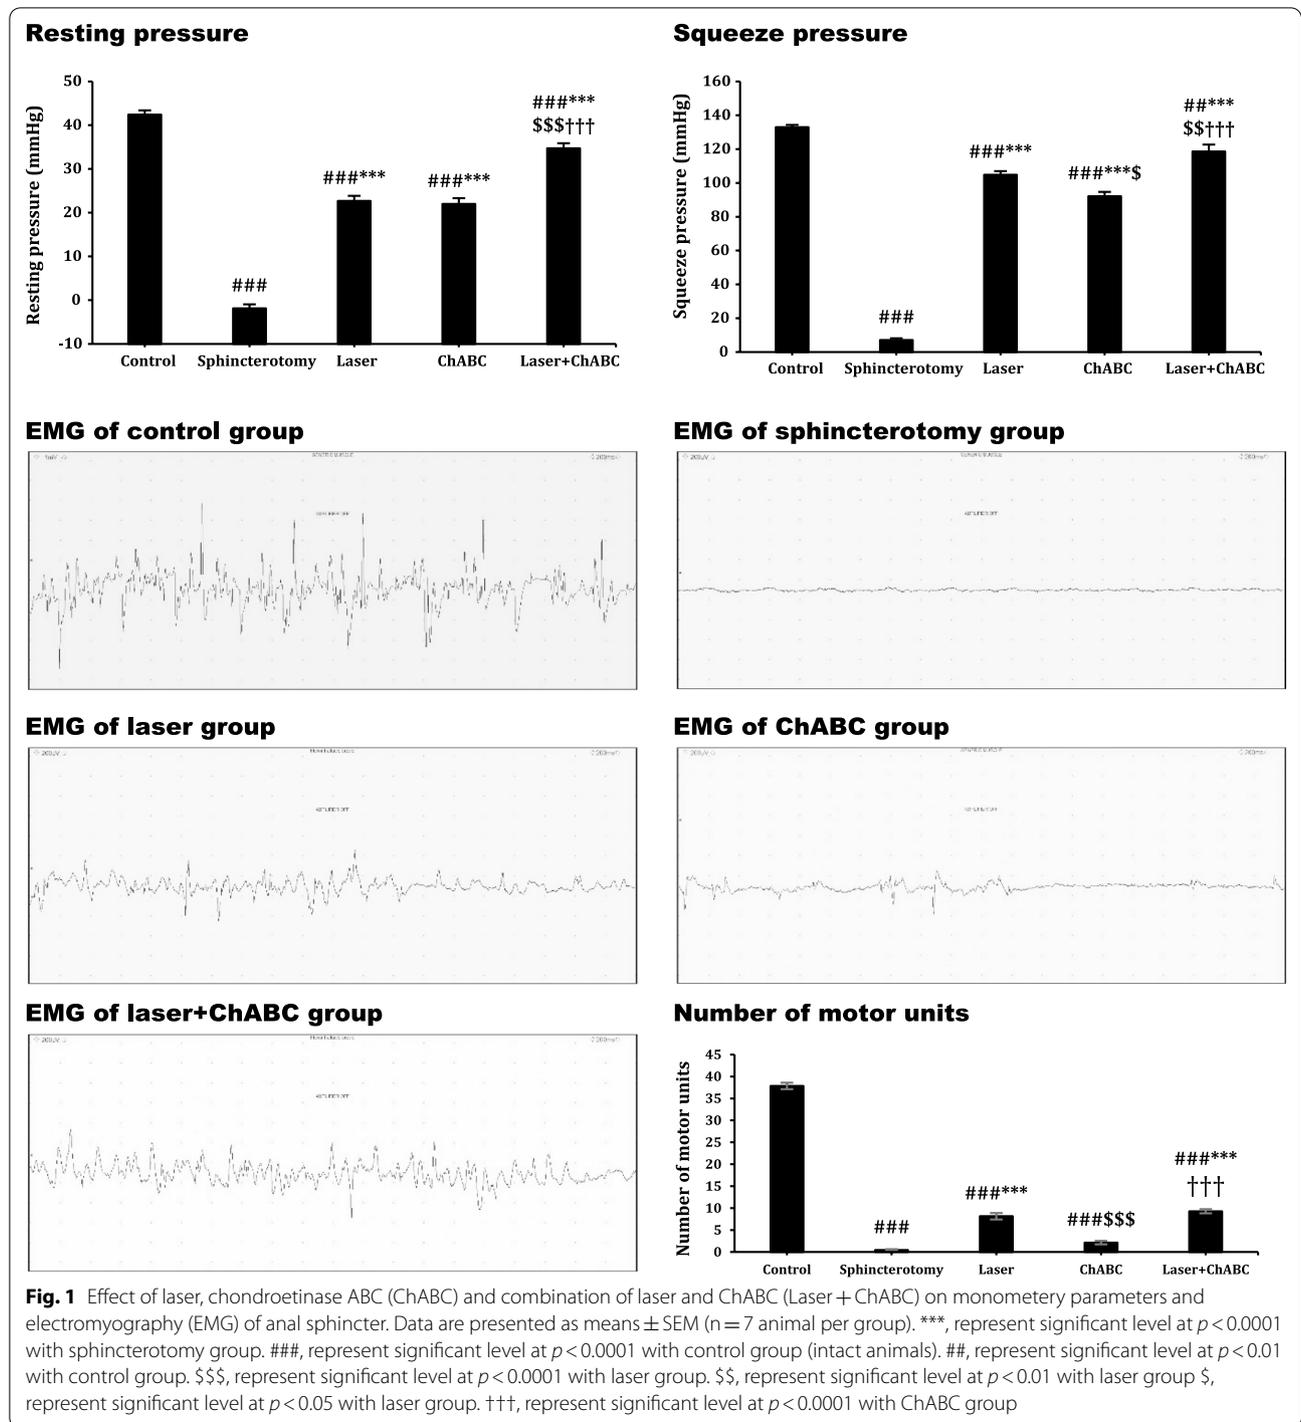 Resting pressure
Resting pressure (mmHg)
50
40
30
20
10
0
-10
###***
$$$†††
###***
###***
###
Control Sphincterotomy Laser ChABC Laser+ChABC
Squeeze pressure
Squeeze pressure (mmHg)
160
140
120
100
80
60
40
20
0
##***
$$†††
###***
###***$
###
Control Sphincterotomy Laser ChABC Laser+ChABC
EMG of control group
1mV
EMG of sphincterotomy group
200µV
EMG of laser group
200µV
EMG of ChABC group
200µV
EMG of laser+ChABC group
200µV
Number of motor units
Number of motor units
45
40
35
30
25
20
15
10
5
0
###***
†††
###***
###$$$
###
Control Sphincterotomy Laser ChABC Laser+ChABC
Fig. 1 Effect of laser, chondroetinase ABC (ChABC) and combination of laser and ChABC (Laser + ChABC) on monometery parameters and
electromyography (EMG) of anal sphincter. Data are presented as means ± SEM (n = 7 animal per group). ***, represent significant level at p < 0.0001
with sphincterotomy group. ###, represent significant level at p < 0.0001 with control group (intact animals). ##, represent significant level at p < 0.01
with control group. $$$, represent significant level at p < 0.0001 with laser group. $$, represent significant level at p < 0.01 with laser group $,
represent significant level at p < 0.05 with laser group. †††, represent significant level at p < 0.0001 with ChABC group